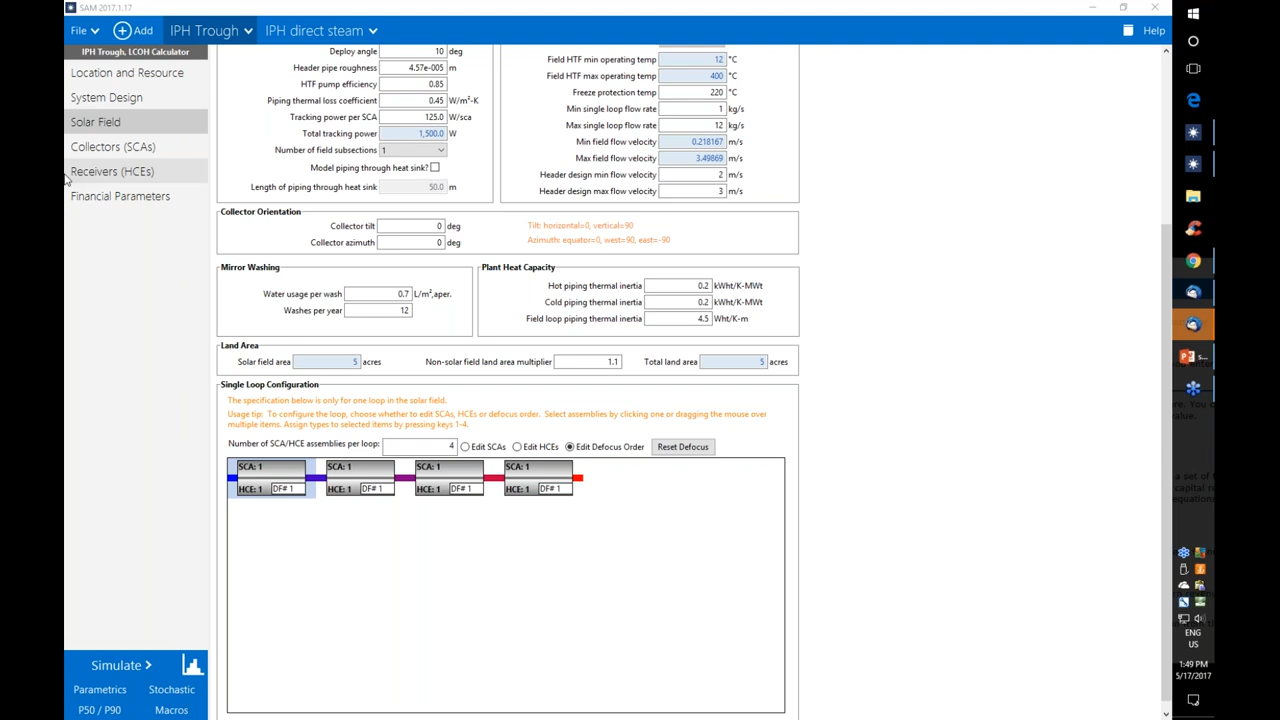 SAM 2017.1.17
File
Add
IPH Trough
IPH direct steam
Help
IPH Trough, LCOH Calculator
Location and Resource
System Design
Solar Field
Collectors (SCAs)
Receivers (HCEs)
Financial Parameters
Deploy angle 10 deg
Header pipe roughness 4.57e-005 m
HTF pump efficiency 0.85
Piping thermal loss coefficient 0.45 W/m²-K
Tracking power per SCA 125.0 W/sca
Total tracking power 1,500.0 W
Number of field subsections 1
Model piping through heat sink?
Length of piping through heat sink 50.0 m
Field HTF min operating temp 12 °C
Field HTF max operating temp 400 °C
Freeze protection temp 220 °C
Min single loop flow rate 1 kg/s
Max single loop flow rate 12 kg/s
Min field flow velocity 0.218167 m/s
Max field flow velocity 3.49869 m/s
Header design min flow velocity 2 m/s
Header design max flow velocity 3 m/s
Collector Orientation
Collector tilt 0 deg
Collector azimuth 0 deg
Tilt: horizontal=0, vertical=90
Azimuth: equator=0, west=90, east=-90
Mirror Washing
Water usage per wash 0.7 L/m²,aper.
Washes per year 12
Plant Heat Capacity
Hot piping thermal inertia 0.2 kWht/K-MWt
Cold piping thermal inertia 0.2 kWht/K-MWt
Field loop piping thermal inertia 4.5 Wht/K-m
Land Area
Solar field area 5 acres Non-solar field land area multiplier 1.1 Total land area 5 acres
Single Loop Configuration
The specification below is only for one loop in the solar field.
Usage tip: To configure the loop, choose whether to edit SCAs, HCEs or defocus order. Select assemblies by clicking one or dragging the mouse over
multiple items. Assign types to selected items by pressing keys 1-4.
Number of SCA/HCE assemblies per loop: 4 Edit SCAs Edit HCEs Edit Defocus Order Reset Defocus
SCA: 1 SCA: 1 SCA: 1 SCA: 1
HCE: 1 DF# 1 HCE: 1 DF# 1 HCE: 1 DF# 1 HCE: 1 DF# 1
Simulate >
Parametrics Stochastic
P50 / P90 Macros
ENG
US
1:49 PM
5/17/2017